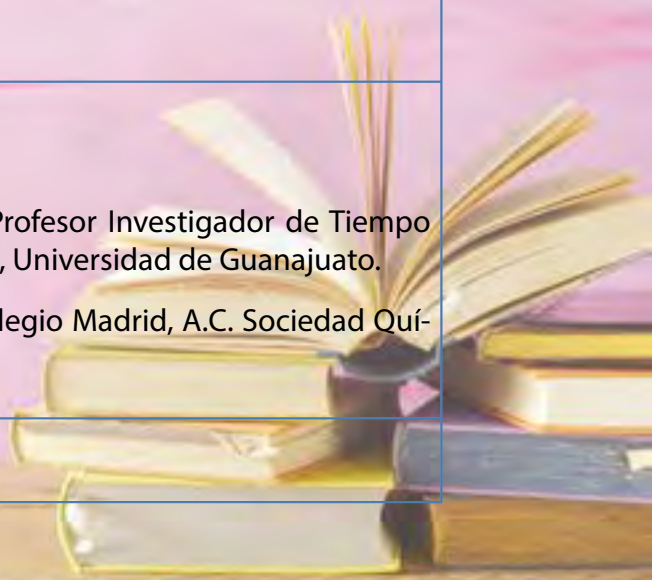 Profesor Investigador de Tiempo
, Universidad de Guanajuato.
legio Madrid, A.C. Sociedad Quí-